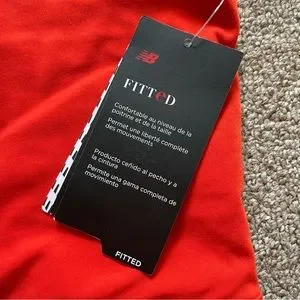 FITTeD
Confortable au niveau de la
poitrine et de la taille
Permet une liberté complète
des mouvements
Producto ceñido al pecho y a
la cintura
Permite una gama completa de
movimiento
FITTED